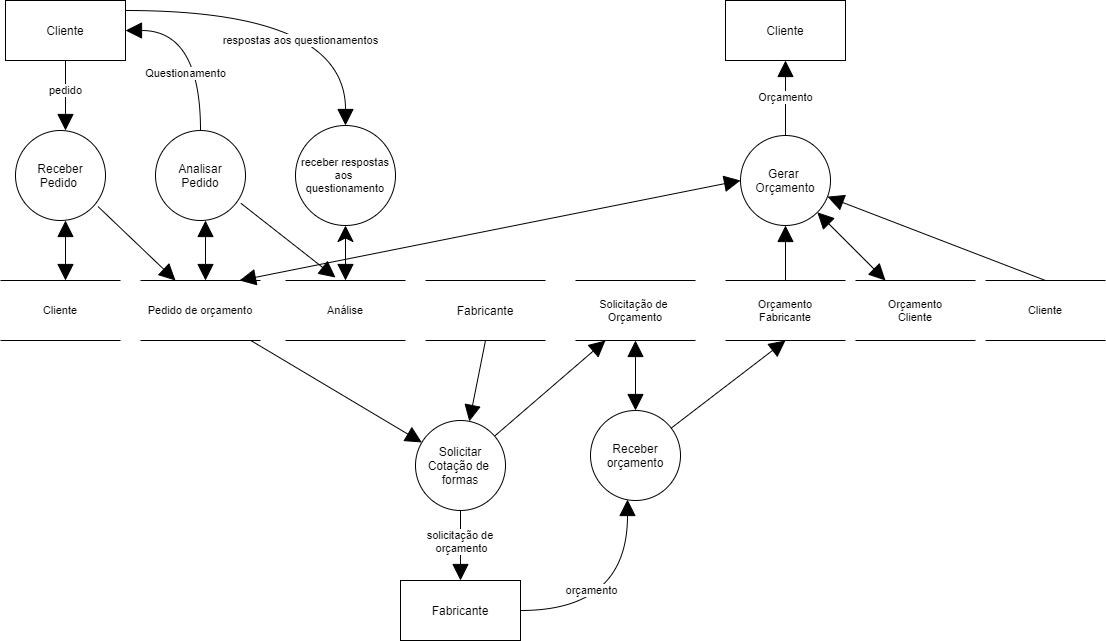 Cliente
respostas aos questionamentos
Cliente
Questionamento
pedido
Orçamento
Receber
Pedido
Analisar
Pedido
receber respostas
aos
questionamento
Gerar
Orçamento
Cliente
Pedido de orçamento
Análise
Fabricante
Solicitação de
Orçamento
Orçamento
Fabricante
Orçamento
Cliente
Cliente
Solicitar
Cotação de
formas
Receber
orçamento
solicitação de
orçamento
orçamento
Fabricante